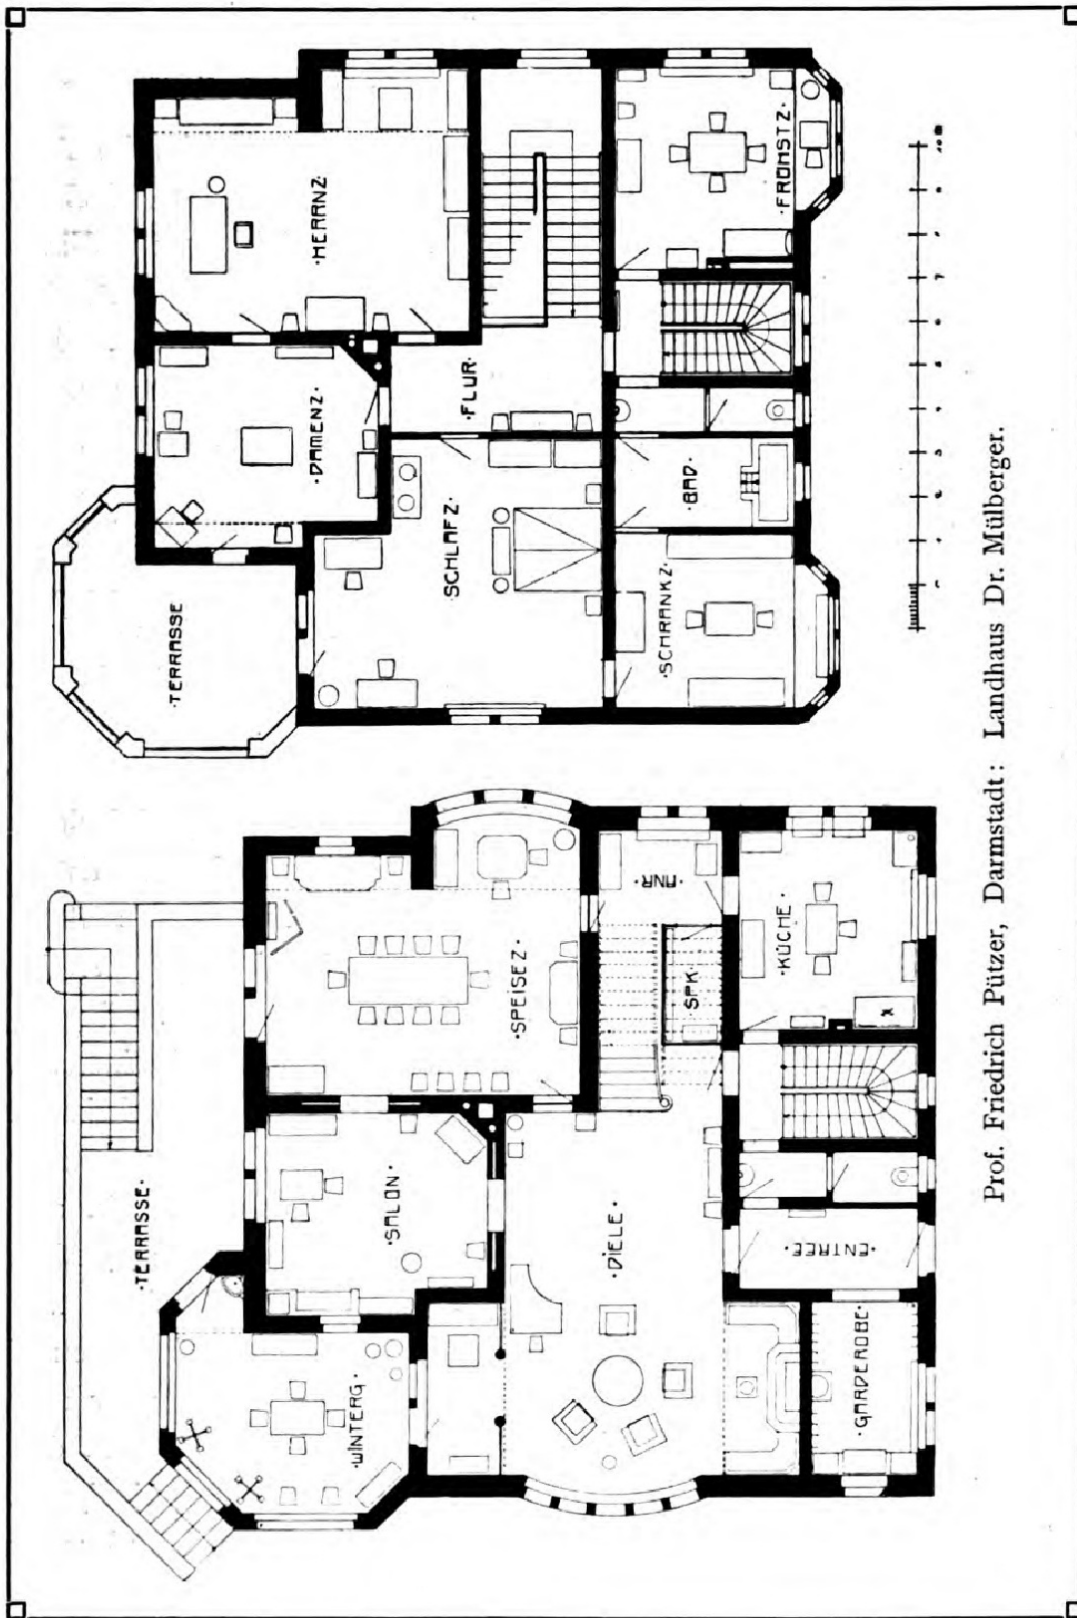 ·TERRASSE·
·WINTERG.·
·SALON·
·SPEISEZ·
·DIELE·
·ANR·
·SPK·
·KÜCHE·
·ENTREE·
·GARDEROBE·
·TERRASSE
·DAMENZ·
·HERRNZ·
·SCHLAFZ·
·FLUR·
·BAD·
·SCHRANKZ·
·FRDMSTZ·
Prof. Friedrich Pützer, Darmstadt: Landhaus Dr. Mülberger.